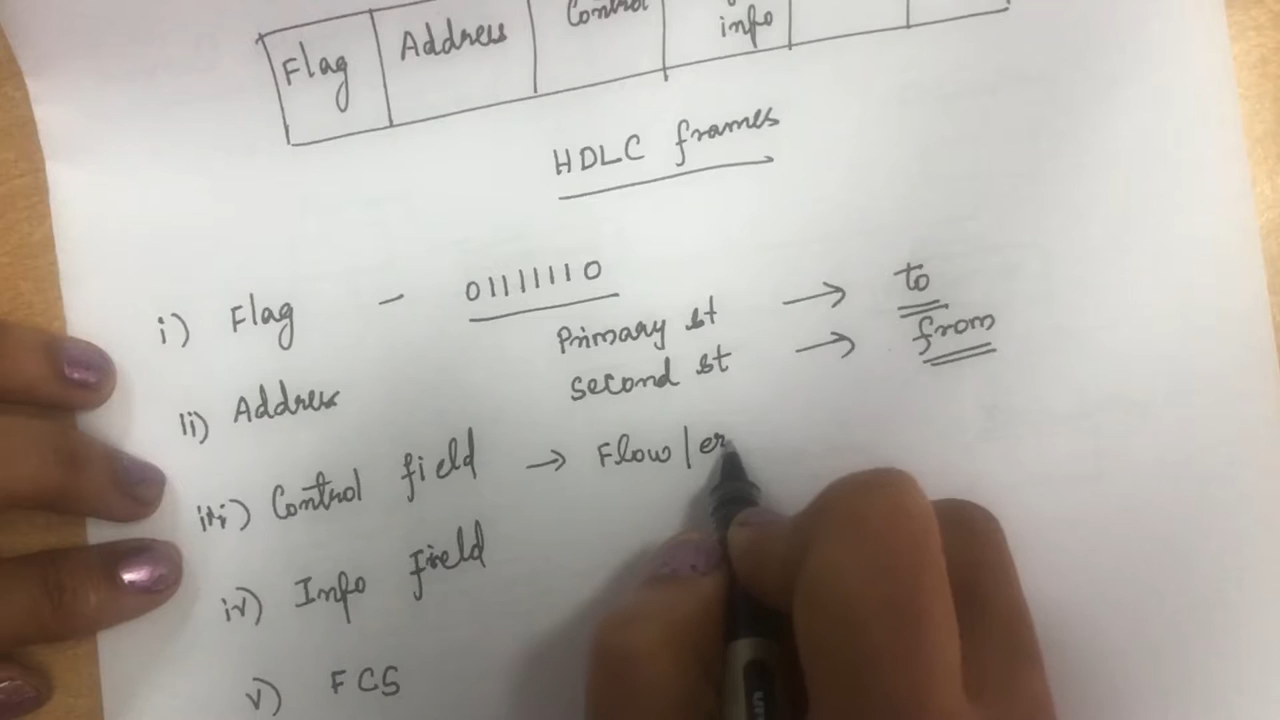 Flag Address Control info
HDLC frames
i) Flag - 01111110
Primary st → to
ii) Address second st → from
iii) Control field → Flow/er
iv) Info Field
v) FCS